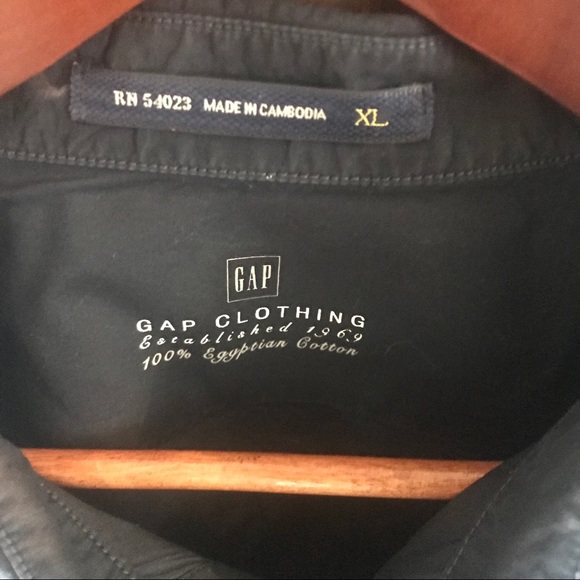 RN 54023 MADE IN CAMBODIA XL
GAP
GAP CLOTHING
Established 1969
100% Egyptian Cotton